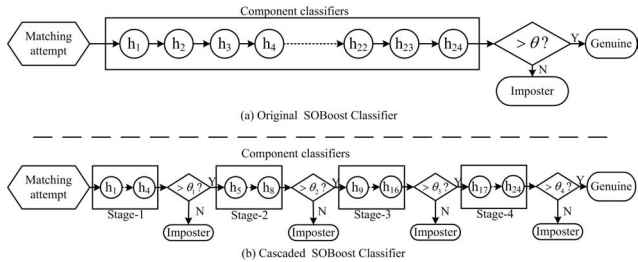 Component classifiers
Matching attempt
h1 h2 h3 h4 h22 h23 h24
> θ?
Y
Genuine
N
Imposter
(a) Original SOBoost Classifier
Component classifiers
Matching attempt
h1 h4
> θ1?
Y
h5 h8
> θ2?
Y
h9 h16
> θ3?
Y
h17 h24
> θ4?
Y
Genuine
Stage-1
N
Stage-2
N
Stage-3
N
Stage-4
N
Imposter
Imposter
Imposter
Imposter
(b) Cascaded SOBoost Classifier